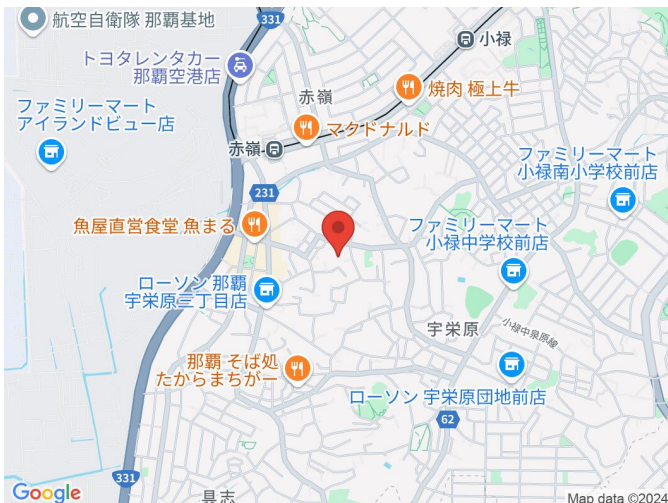 航空自衛隊 那覇基地
331
小禄
トヨタレンタカー
那覇空港店
赤嶺
焼肉 極上牛
ファミリーマート
アイランドビュー店
マクドナルド
赤嶺
ファミリーマート
小禄南小学校前店
231
魚屋直営食堂 魚まる
ファミリーマート
小禄中学校前店
ローソン 那覇
宇栄原三丁目店
宇栄原
小禄中泉原線
那覇 そば処
たからまちがー
ローソン 宇栄原団地前店
62
331
具志
Google
Map data ©2024